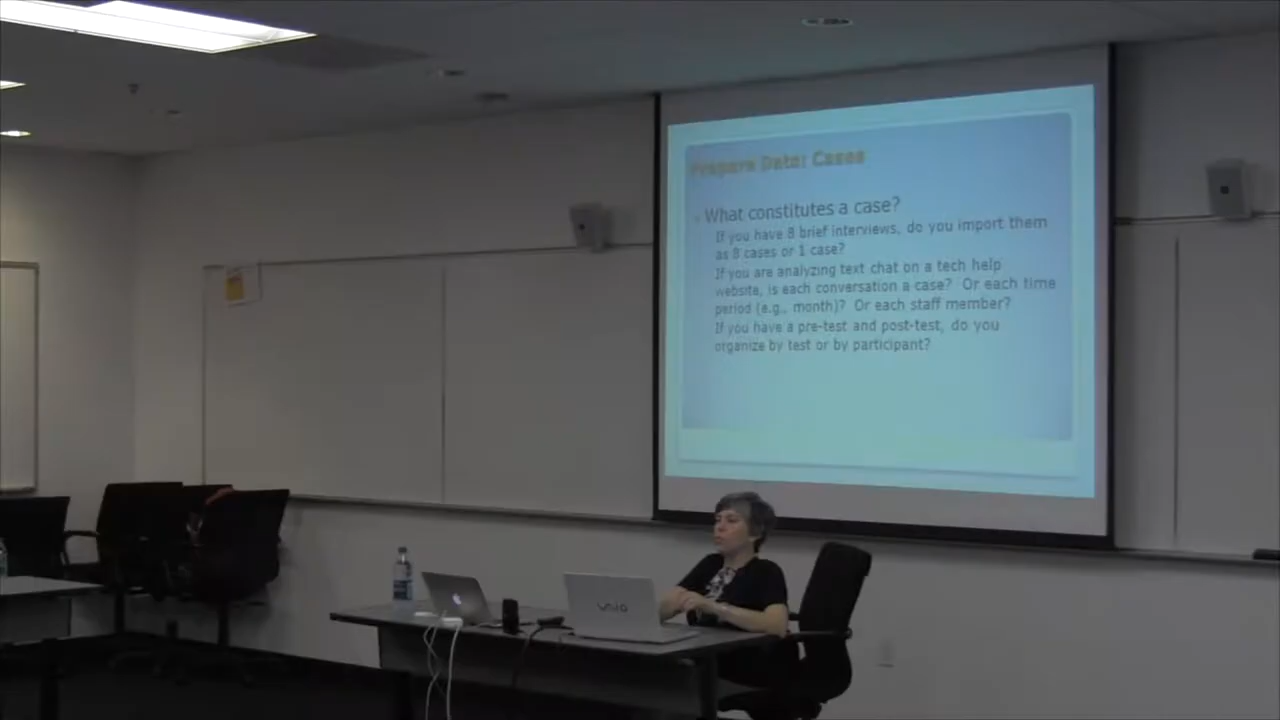 Prepare Data: Cases
What constitutes a case?
If you have 8 brief interviews, do you import them
as 8 cases or 1 case?
If you are analyzing text chat on a tech help
website, is each conversation a case? Or each time
period (e.g., month)? Or each staff member?
If you have a pre-test and post-test, do you
organize by test or by participant?
VAIO